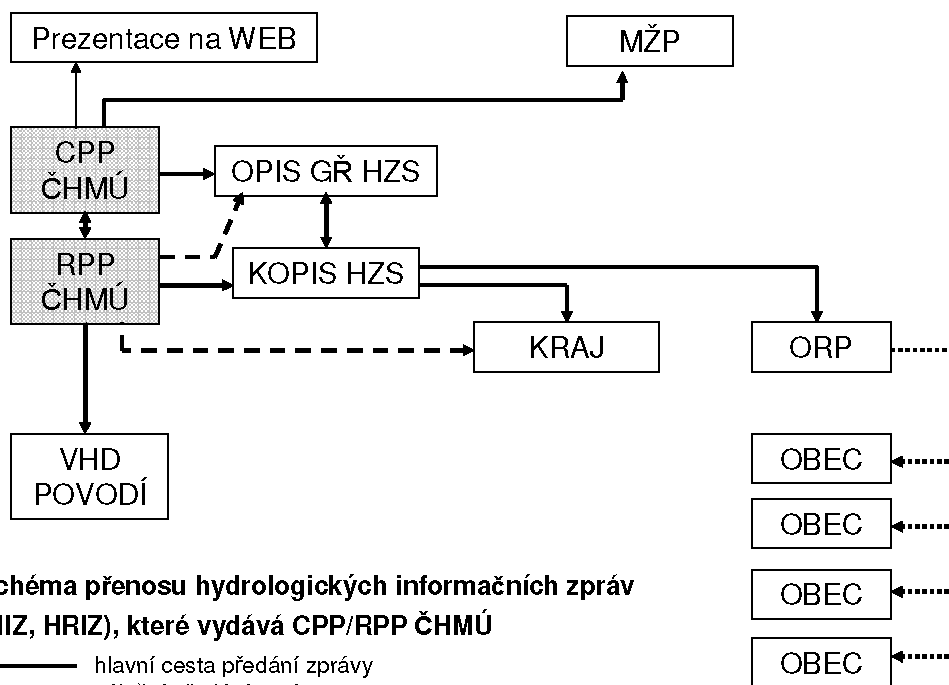 Prezentace na WEB
MŽP
CPP
ČHMÚ
OPIS GŘ HZS
RPP
ČHMÚ
KOPIS HZS
KRAJ
ORP
VHD
POVODÍ
OBEC
OBEC
OBEC
OBEC
chéma přenosu hydrologických informačních zpráv
HRIZ), které vydává CPP/RPP ČHMÚ
hlavní cesta předání zprávy